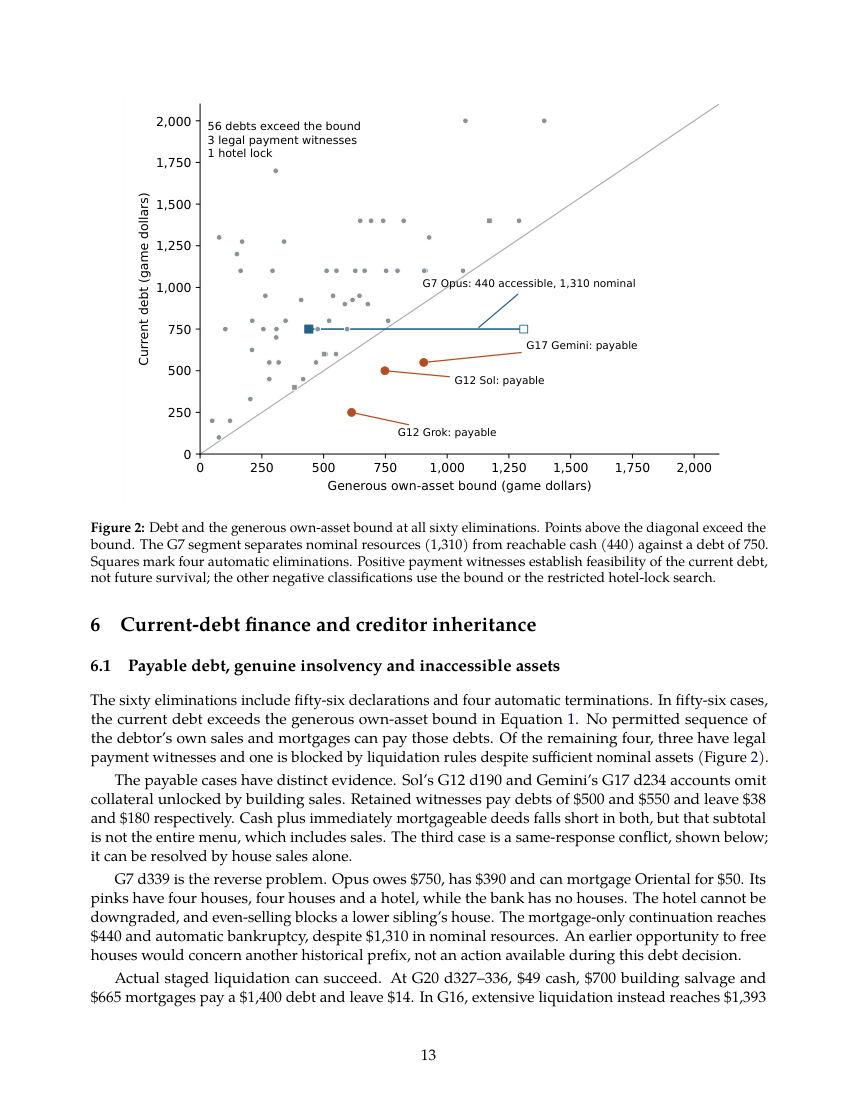 56 debts exceed the bound
3 legal payment witnesses
1 hotel lock
2,000
1,750
1,500
1,250
1,000
750
500
250
0
Current debt (game dollars)
G7 Opus: 440 accessible, 1,310 nominal
G17 Gemini: payable
G12 Sol: payable
G12 Grok: payable
0 250 500 750 1,000 1,250 1,500 1,750 2,000
Generous own-asset bound (game dollars)
Figure 2: Debt and the generous own-asset bound at all sixty eliminations. Points above the diagonal exceed the
bound. The G7 segment separates nominal resources (1,310) from reachable cash (440) against a debt of 750.
Squares mark four automatic eliminations. Positive payment witnesses establish feasibility of the current debt,
not future survival; the other negative classifications use the bound or the restricted hotel-lock search.
6 Current-debt finance and creditor inheritance
6.1 Payable debt, genuine insolvency and inaccessible assets
The sixty eliminations include fifty-six declarations and four automatic terminations. In fifty-six cases,
the current debt exceeds the generous own-asset bound in Equation 1. No permitted sequence of
the debtor's own sales and mortgages can pay those debts. Of the remaining four, three have legal
payment witnesses and one is blocked by liquidation rules despite sufficient nominal assets (Figure 2).
The payable cases have distinct evidence. Sol's G12 d190 and Gemini's G17 d234 accounts omit
collateral unlocked by building sales. Retained witnesses pay debts of $500 and $550 and leave $38
and $180 respectively. Cash plus immediately mortgageable deeds falls short in both, but that subtotal
is not the entire menu, which includes sales. The third case is a same-response conflict, shown below;
it can be resolved by house sales alone.
G7 d339 is the reverse problem. Opus owes $750, has $390 and can mortgage Oriental for $50. Its
pinks have four houses, four houses and a hotel, while the bank has no houses. The hotel cannot be
downgraded, and even-selling blocks a lower sibling's house. The mortgage-only continuation reaches
$440 and automatic bankruptcy, despite $1,310 in nominal resources. An earlier opportunity to free
houses would concern another historical prefix, not an action available during this debt decision.
Actual staged liquidation can succeed. At G20 d327–336, $49 cash, $700 building salvage and
$665 mortgages pay a $1,400 debt and leave $14. In G16, extensive liquidation instead reaches $1,393
13